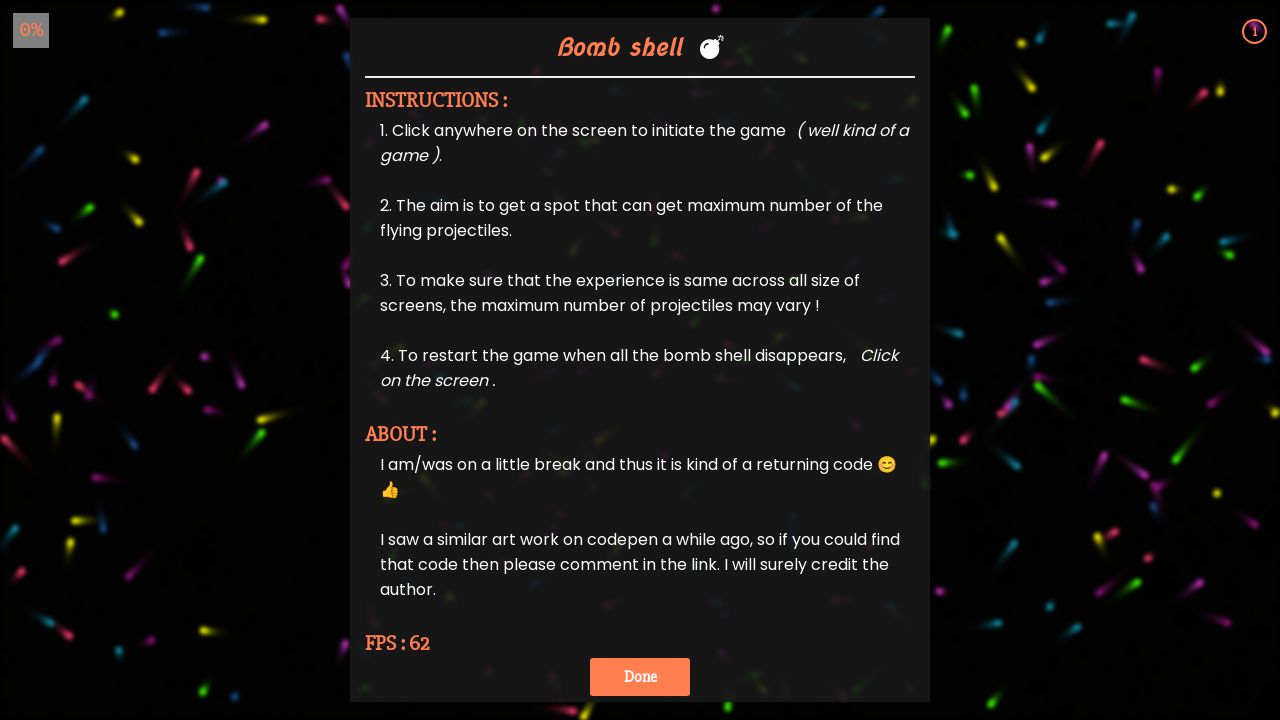 0%
i
Bomb shell 💣
INSTRUCTIONS :
1. Click anywhere on the screen to initiate the game ( well kind of a
game ).
2. The aim is to get a spot that can get maximum number of the
flying projectiles.
3. To make sure that the experience is same across all size of
screens, the maximum number of projectiles may vary !
4. To restart the game when all the bomb shell disappears, Click
on the screen .
ABOUT :
I am/was on a little break and thus it is kind of a returning code 😊
👍
I saw a similar art work on codepen a while ago, so if you could find
that code then please comment in the link. I will surely credit the
author.
FPS : 62
Done